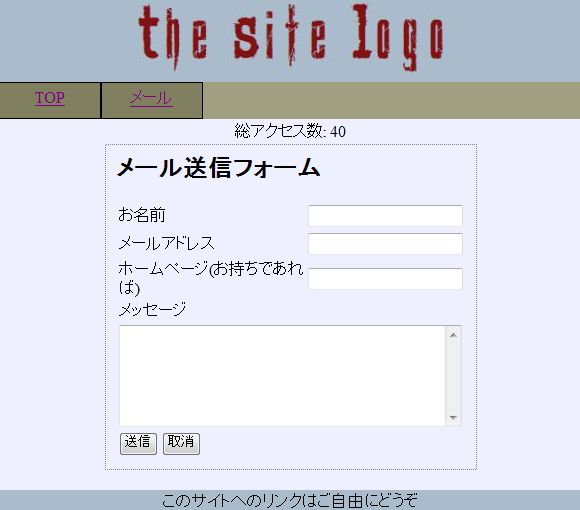 the site logo
TOP
メール
総アクセス数: 40
メール送信フォーム
お名前
メールアドレス
ホームページ(お持ちであれ
ば)
メッセージ
送信 取消
このサイトへのリンクはご自由にどうぞ